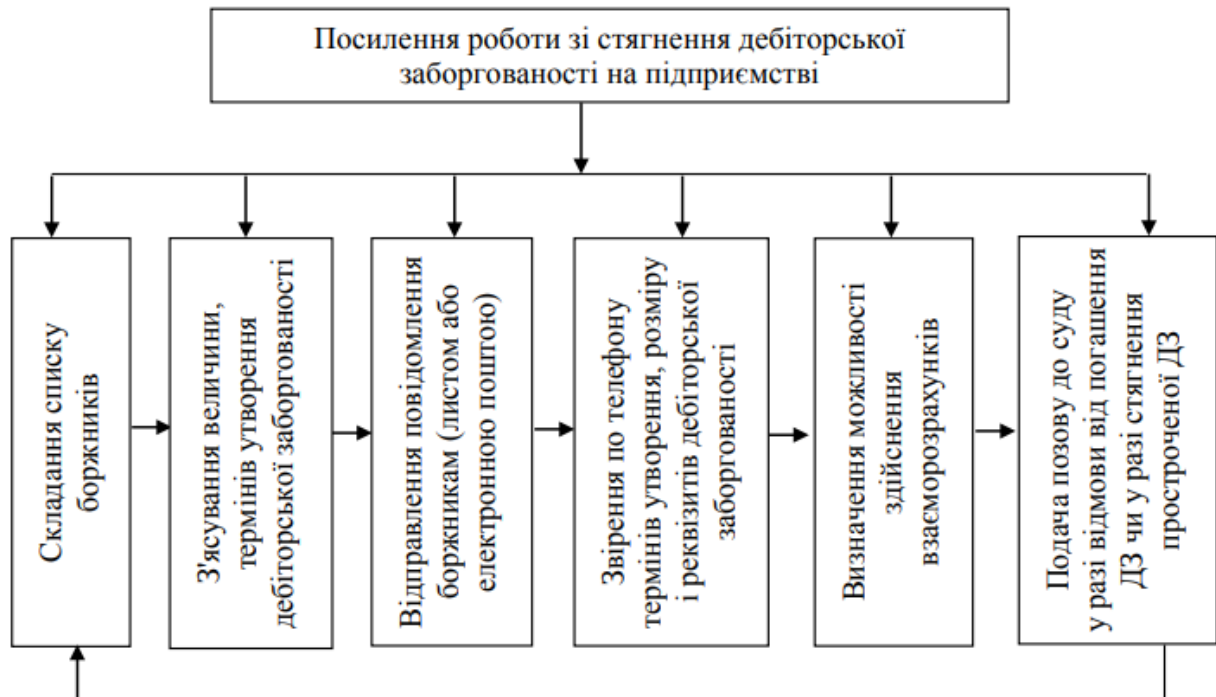 Посилення роботи зі стягнення дебіторської
заборгованості на підприємстві
Складання списку
боржників
З'ясування величини,
термінів утворення
дебіторської заборгованості
Відправлення повідомлення
боржникам (листом або
електронною поштою)
Звірення по телефону
термінів утворення, розміру
і реквізитів дебіторської
заборгованості
Визначення можливості
здійснення
взаєморозрахунків
Подача позову до суду
у разі відмови від погашення
ДЗ чи у разі стягнення
простроченої ДЗ